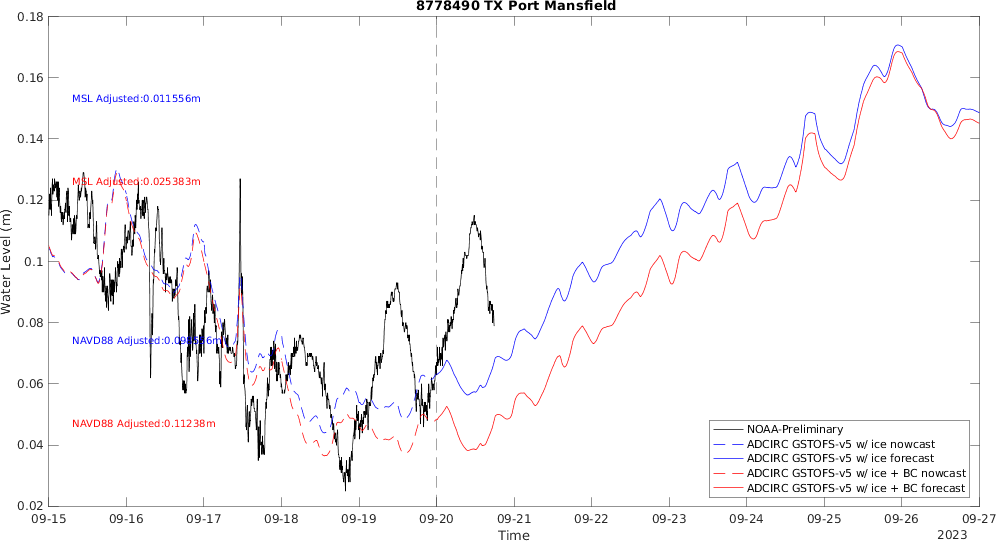 8778490 TX Port Mansfield
0.18
0.16
0.14
0.12
0.1
0.08
0.06
0.04
0.02
Water Level (m)
MSL Adjusted:0.011556m
MSL Adjusted:0.025383m
NAVD88 Adjusted:
NAVD88 Adjusted:0.11238m
NOAA-Preliminary
ADCIRC GSTOFS-v5 w/ ice nowcast
ADCIRC GSTOFS-v5 w/ ice forecast
ADCIRC GSTOFS-v5 w/ ice + BC nowcast
ADCIRC GSTOFS-v5 w/ ice + BC forecast
09-15 09-16 09-17 09-18 09-19 09-20 09-21 09-22 09-23 09-24 09-25 09-26 09-27
Time
2023